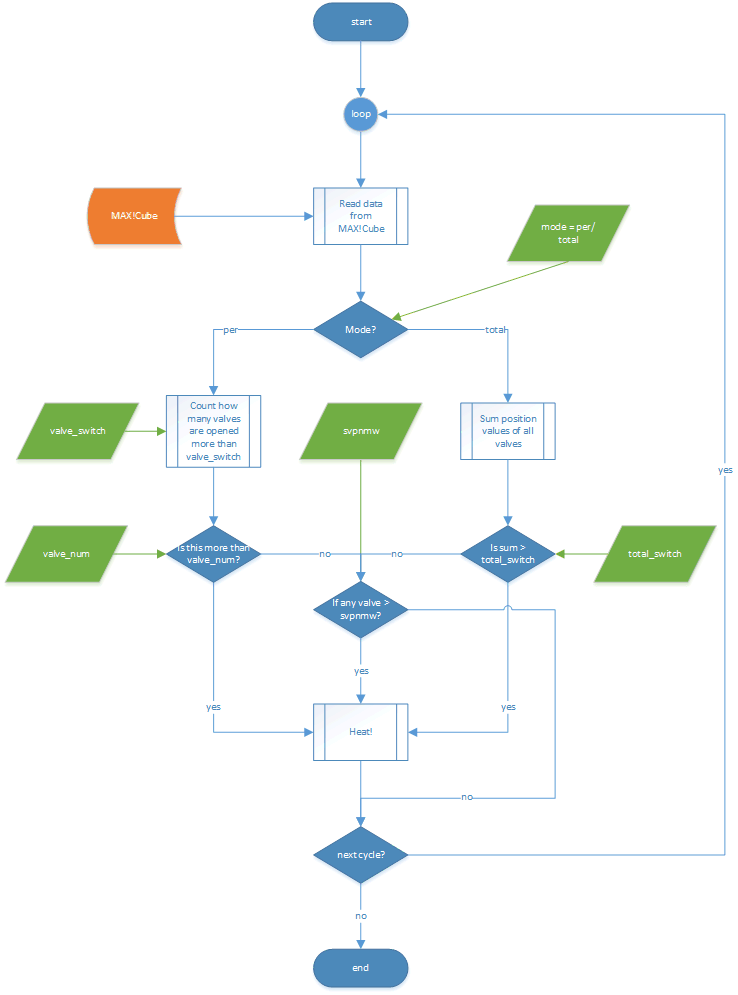 start
loop
MAX!Cube
Read data
from
MAX!Cube
mode = per/
total
Mode?
per
total
valve_switch
Count how
many valves
are opened
more than
valve_switch
svpnmw
Sum position
values of all
valves
yes
valve_num
Is this more than
valve_num?
no
no
Is sum >
total_switch
total_switch
If any valve >
svpnmw?
yes
yes
yes
Heat!
no
next cycle?
no
end